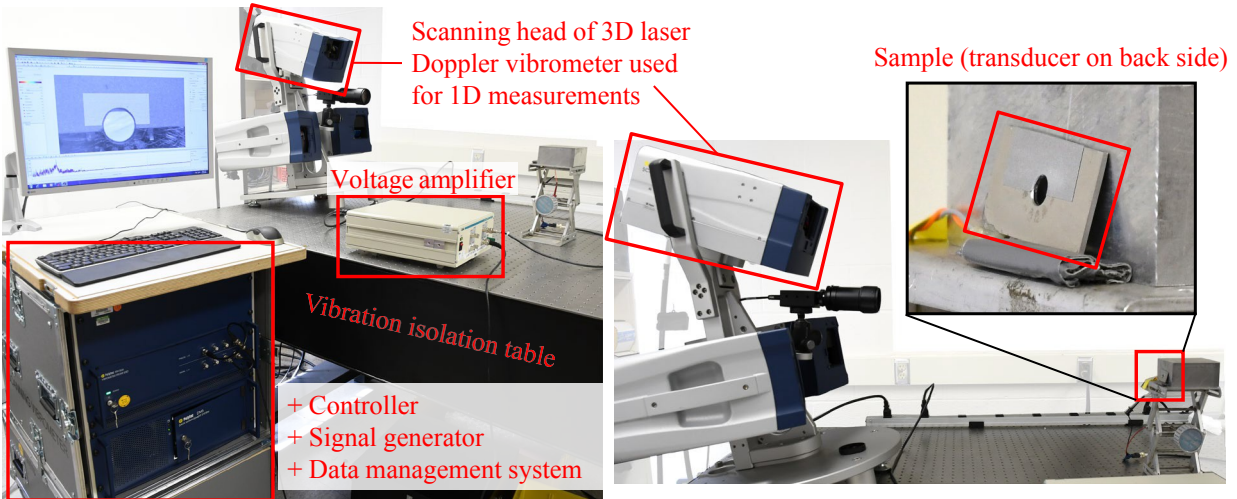 Scanning head of 3D laser
Doppler vibrometer used
for 1D measurements
Sample (transducer on back side)
Voltage amplifier
Vibration isolation table
+ Controller
+ Signal generator
+ Data management system